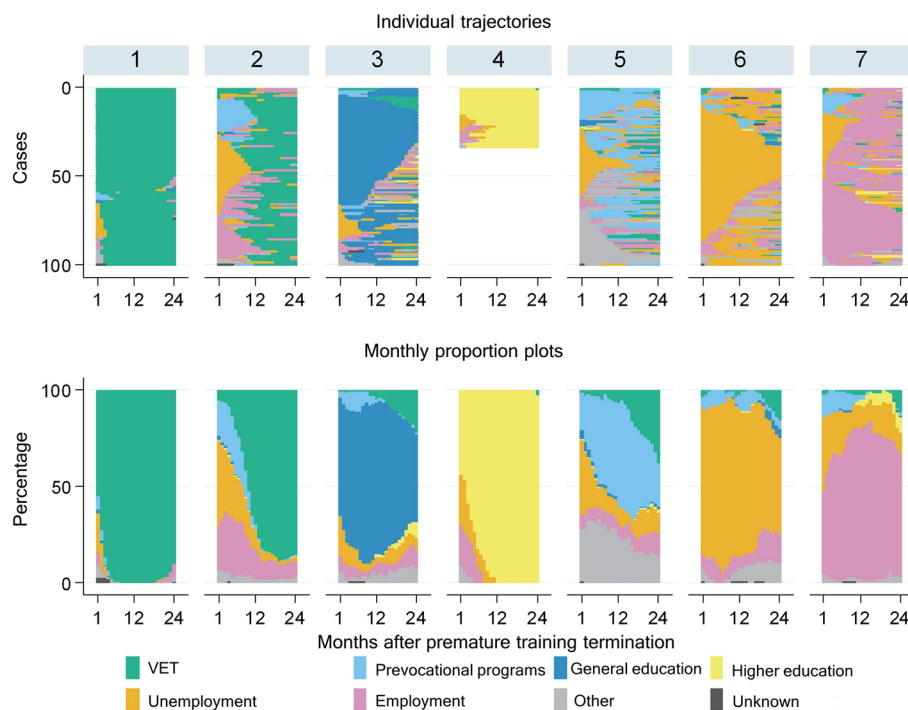 Individual trajectories
1 2 3 4 5 6 7
0
50
100
Cases
1 12 24 1 12 24 1 12 24 1 12 24 1 12 24 1 12 24 1 12 24
Monthly proportion plots
100
50
0
Percentage
1 12 24 1 12 24 1 12 24 1 12 24 1 12 24 1 12 24 1 12 24
Months after premature training termination
VET Prevocational programs General education Higher education
Unemployment Employment Other Unknown